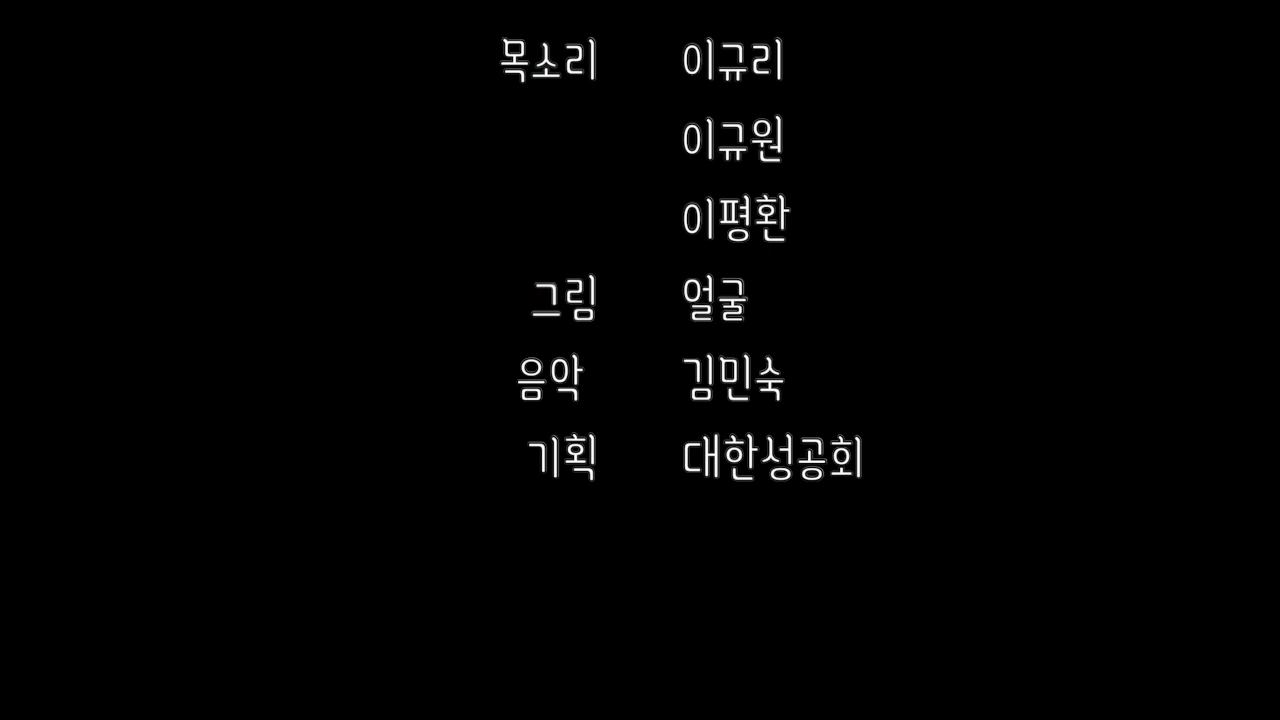 목소리 이규리
이규원
이평환
그림 얼굴
음악 김민숙
기획 대한성공회